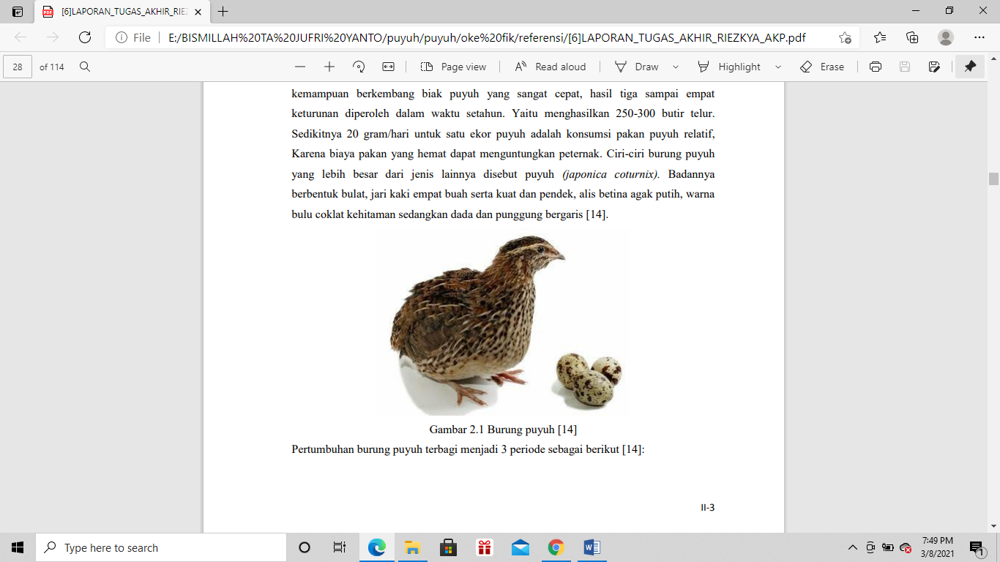 [6]LAPORAN_TUGAS_AKHIR_RIEZ
File
E:/BISMILLAH%20TA%20JUFRI%20YANTO/puyuh/puyuh/oke%20fik/referensi/[6]LAPORAN_TUGAS_AKHIR_RIEZKYA_AKP.pdf
28 of 114 Page view Read aloud Draw Highlight Erase
kemampuan berkembang biak puyuh yang sangat cepat, hasil tiga sampai empat
keturunan diperoleh dalam waktu setahun. Yaitu menghasilkan 250-300 butir telur.
Sedikitnya 20 gram/hari untuk satu ekor puyuh adalah konsumsi pakan puyuh relatif,
Karena biaya pakan yang hemat dapat menguntungkan peternak. Ciri-ciri burung puyuh
yang lebih besar dari jenis lainnya disebut puyuh (japonica coturnix). Badannya
berbentuk bulat, jari kaki empat buah serta kuat dan pendek, alis betina agak putih, warna
bulu coklat kehitaman sedangkan dada dan punggung bergaris [14].
Gambar 2.1 Burung puyuh [14]
Pertumbuhan burung puyuh terbagi menjadi 3 periode sebagai berikut [14]:
II-3
Type here to search
7:49 PM
3/8/2021
1